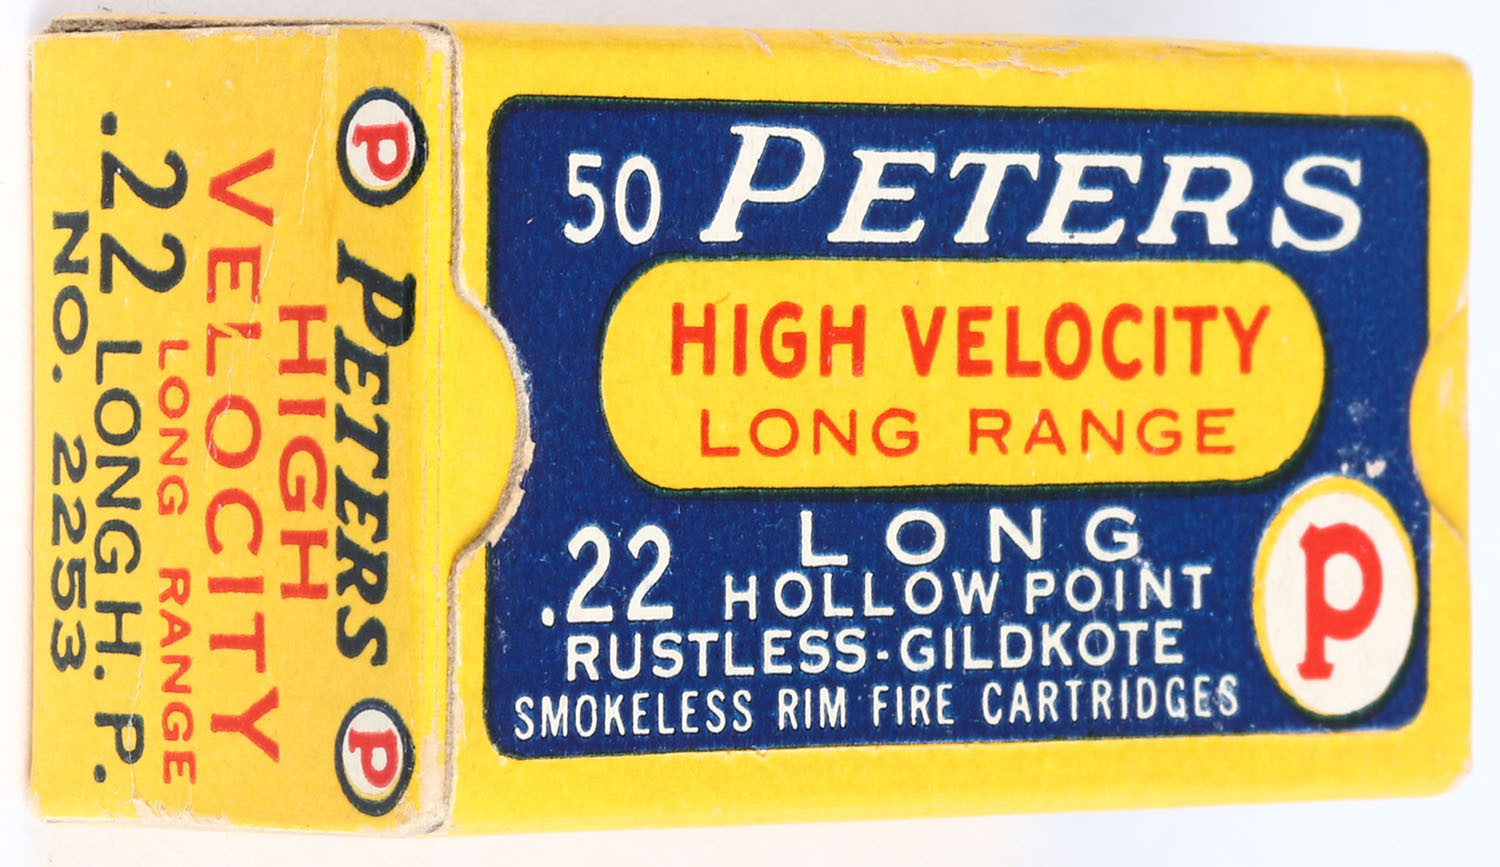 50 PETERS
HIGH VELOCITY
LONG RANGE
.22 LONG
HOLLOW POINT
RUSTLESS-GILDKOTE
SMOKELESS RIM FIRE CARTRIDGES
P
P PETERS P
HIGH
VELOCITY
LONG RANGE
.22 LONG H. P.
NO. 2253